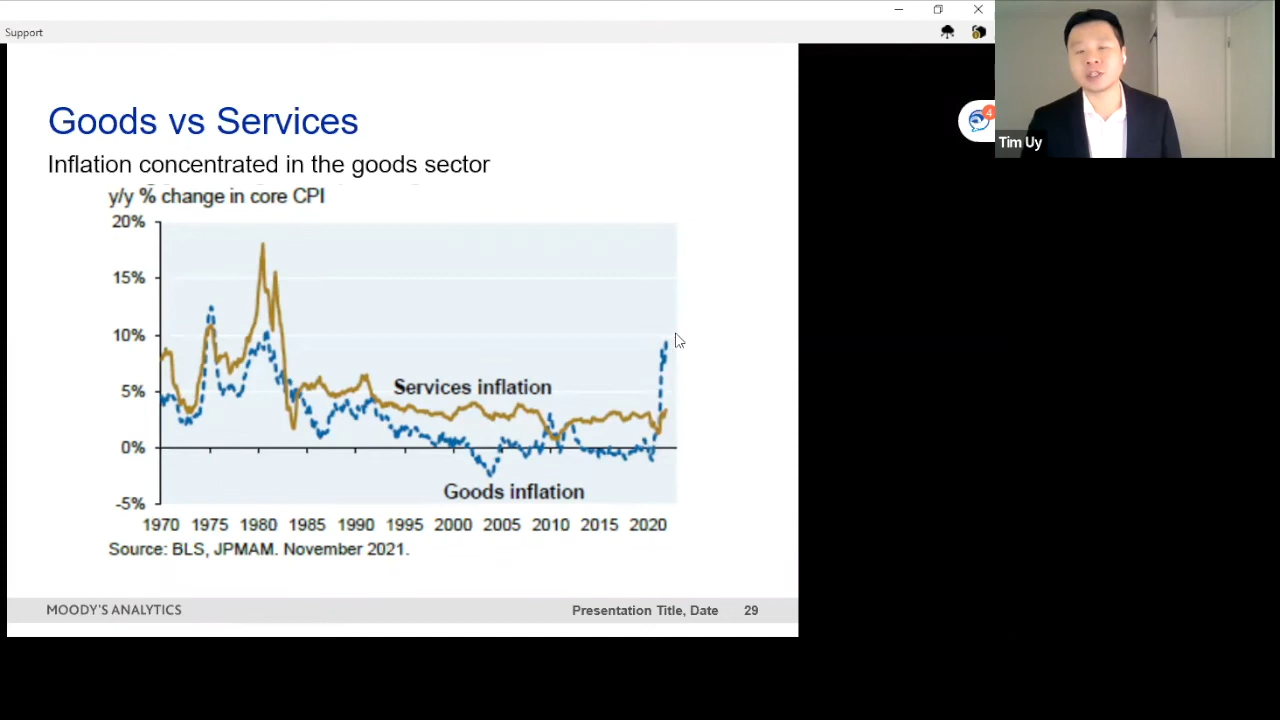 Support
4
Tim Uy
Goods vs Services
Inflation concentrated in the goods sector
y/y % change in core CPI
20%
15%
10%
5%
0%
-5%
Services inflation
Goods inflation
1970 1975 1980 1985 1990 1995 2000 2005 2010 2015 2020
Source: BLS, JPMAM. November 2021.
MOODY'S ANALYTICS Presentation Title, Date 29